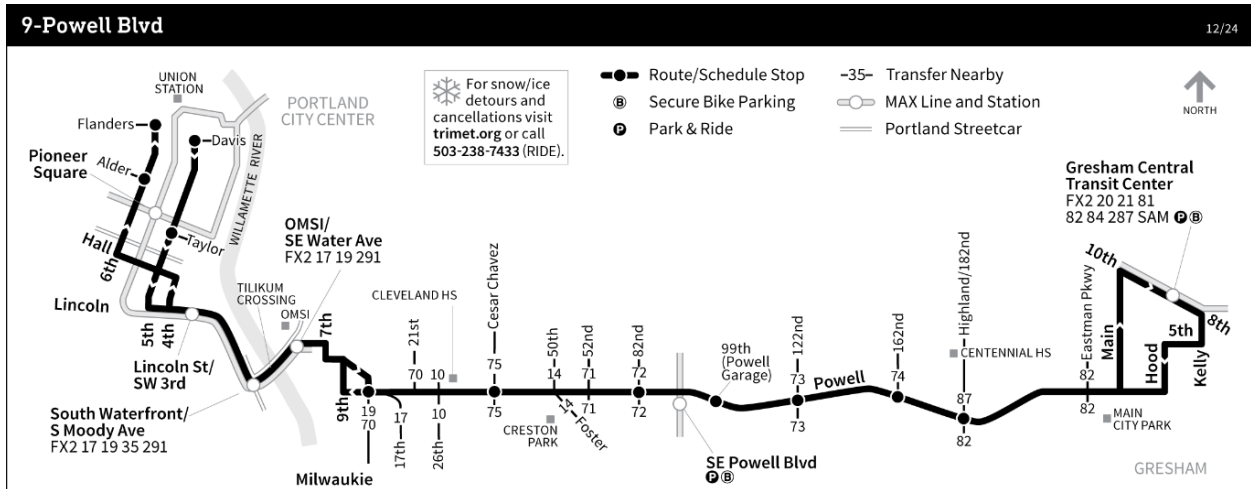 9-Powell Blvd
12/24
UNION
STATION
PORTLAND
CITY CENTER
Flanders
Davis
Pioneer
Square
Alder
Taylor
Hall
6th
Lincoln
5th
4th
WILLAMETTE RIVER
Lincoln St/
SW 3rd
South Waterfront/
S Moody Ave
FX2 17 19 35 291
TILIKUM
CROSSING
OMSI
OMSI/
SE Water Ave
FX2 17 19 291
For snow/ice
detours and
cancellations visit
trimet.org or call
503-238-7433 (RIDE).
Route/Schedule Stop
Secure Bike Parking
Park & Ride
-35- Transfer Nearby
MAX Line and Station
Portland Streetcar
NORTH
7th
9th
19
70
Milwaukie
17
17th
21st
70
10
10
26th
CLEVELAND HS
Cesar Chavez
75
75
50th
14
14
Foster
CRESTON
PARK
52nd
71
71
82nd
72
72
SE Powell Blvd
P B
99th
(Powell
Garage)
122nd
73
73
Powell
162nd
74
Highland/182nd
87
82
CENTENNIAL HS
Eastman Pkwy
82
82
Main
MAIN
CITY PARK
Hood
5th
Kelly
10th
8th
Gresham Central
Transit Center
FX2 20 21 81
82 84 287 SAM P B
GRESHAM